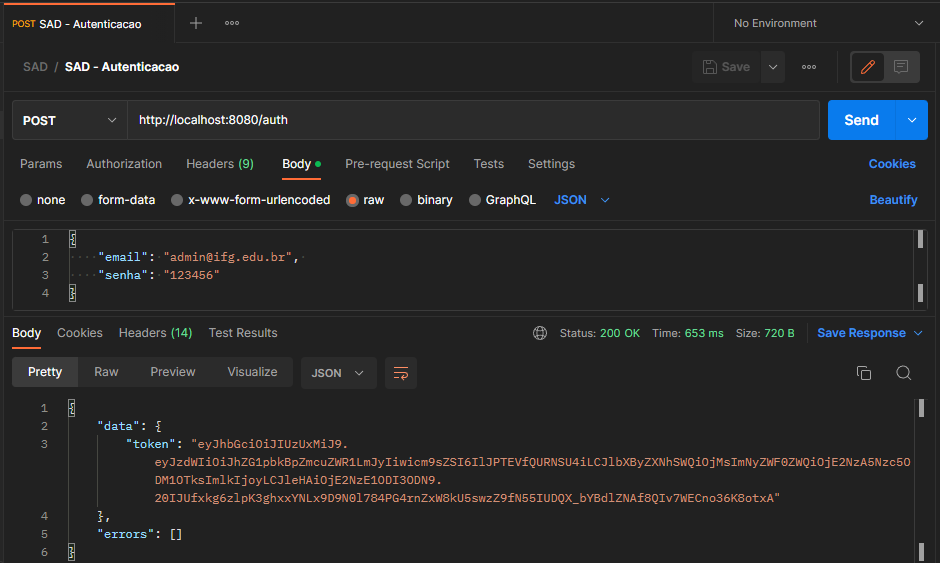 POST SAD - Autenticacao
No Environment
SAD / SAD - Autenticacao
Save
POST http://localhost:8080/auth Send
Params Authorization Headers (9) Body Pre-request Script Tests Settings Cookies
none form-data x-www-form-urlencoded raw binary GraphQL JSON Beautify
1 {
2 "email": "admin@ifg.edu.br",
3 "senha": "123456"
4 }
Body Cookies Headers (14) Test Results Status: 200 OK Time: 653 ms Size: 720 B Save Response
Pretty Raw Preview Visualize JSON
1 {
2 "data": {
3 "token": "eyJhbGciOiJIUzUxMiJ9.
eyJzdWIiOiJhZG1pbkBpZmcuZWR1LmJyIiwicm9sZSI6IlJPTEVfQURNSU4iLCJlbXByZXNhSWQiOjMsImNyZWF0ZWQiOjE2NzA5Nzc5O
DM1OTksImlkIjoyLCJleHAiOjE2NzE1ODI3ODN9.
20IJUfxkg6zlpK3ghxxYNLx9D9N0l784PG4rnZxW8kU5swzZ9fN55IUDQX_bYBdlZNAf8QIv7WECno36K8otxA"
4 },
5 "errors": []
6 }